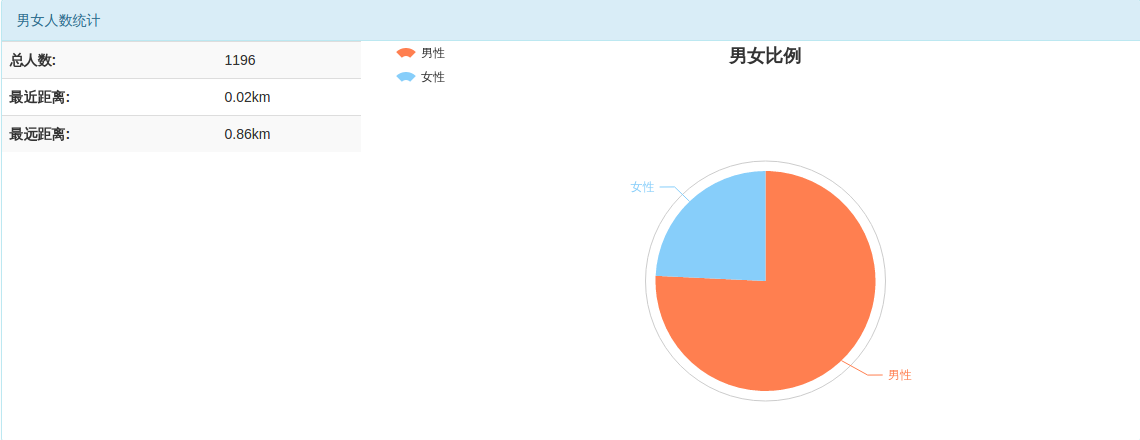 男女人数统计
总人数: 1196
最近距离: 0.02km
最远距离: 0.86km
男性
女性
男女比例
女性
男性